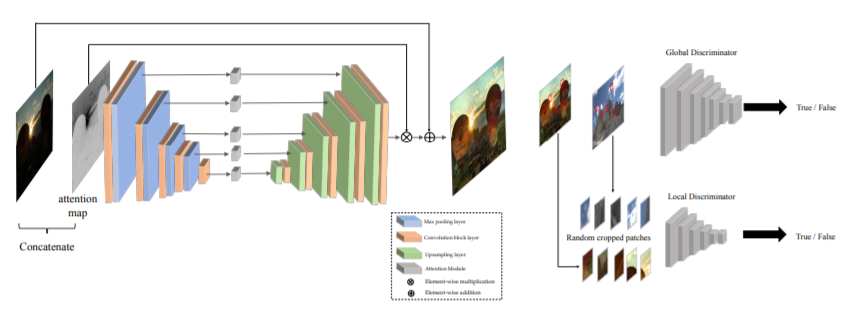 attention
map
Concatenate
Max pooling layer
Convolution block layer
Upsampling layer
Attention Module
Element-wise multiplication
Element-wise addition
Global Discriminator
True / False
Local Discriminator
Random cropped patches
True / False